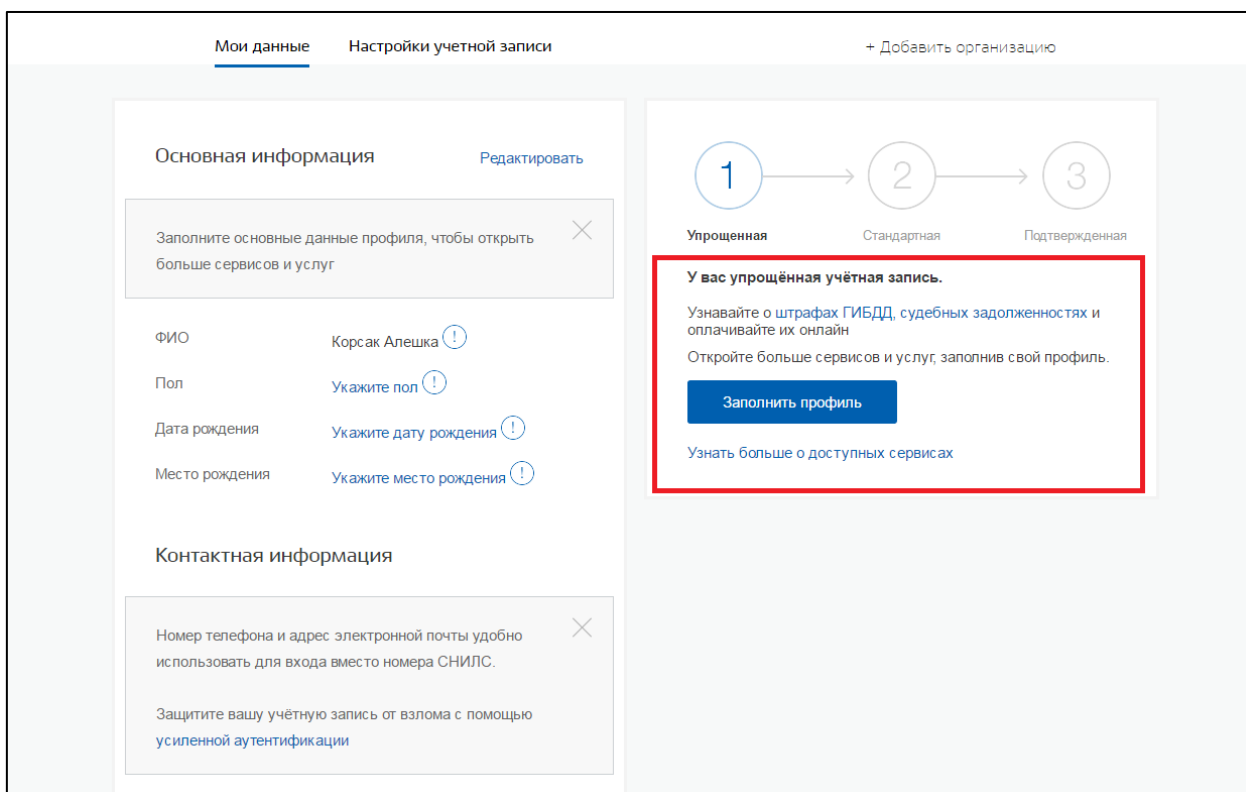 Мои данные Настройки учетной записи + Добавить организацию
Основная информация Редактировать
Заполните основные данные профиля, чтобы открыть
больше сервисов и услуг
ФИО Корсак Алешка !
Пол Укажите пол !
Дата рождения Укажите дату рождения !
Место рождения Укажите место рождения !
Контактная информация
Номер телефона и адрес электронной почты удобно
использовать для входа вместо номера СНИЛС.
Защитите вашу учётную запись от взлома с помощью
усиленной аутентификации
1 2 3
Упрощенная Стандартная Подтвержденная
У вас упрощённая учётная запись.
Узнавайте о штрафах ГИБДД, судебных задолженностях и
оплачивайте их онлайн
Откройте больше сервисов и услуг, заполнив свой профиль.
Заполнить профиль
Узнать больше о доступных сервисах